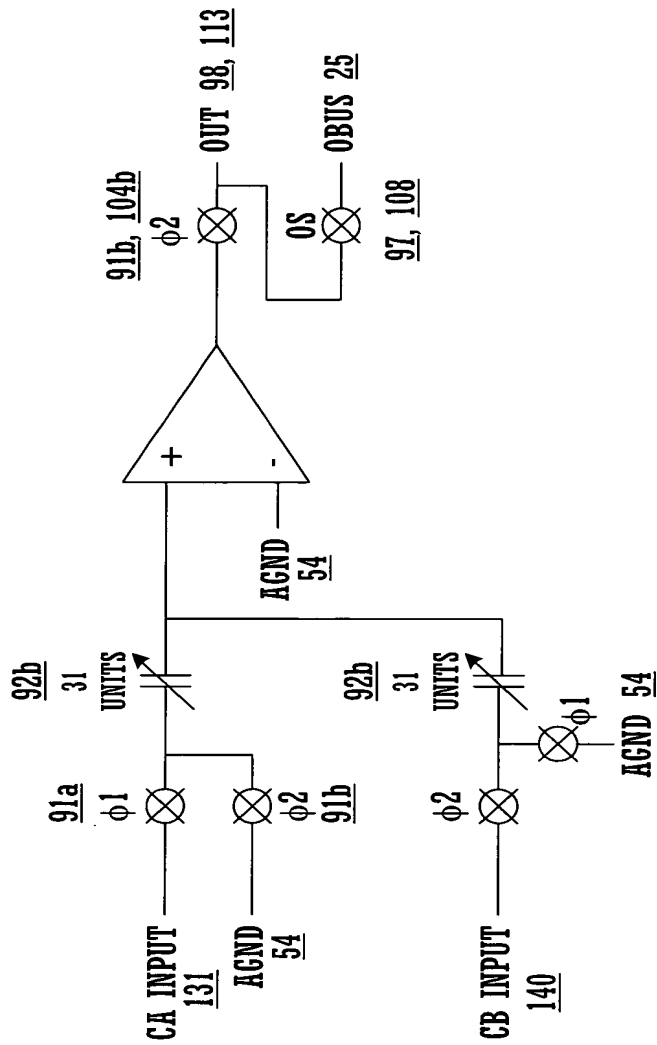 CA INPUT
131
91a
ϕ1
AGND
54
ϕ2
91b
92b
31
UNITS
CB INPUT
140
ϕ2
ϕ1
AGND 54
92b
31
UNITS
+
-
AGND
54
91b, 104b
ϕ2
OUT 98, 113
OS
97, 108
OBUS 25